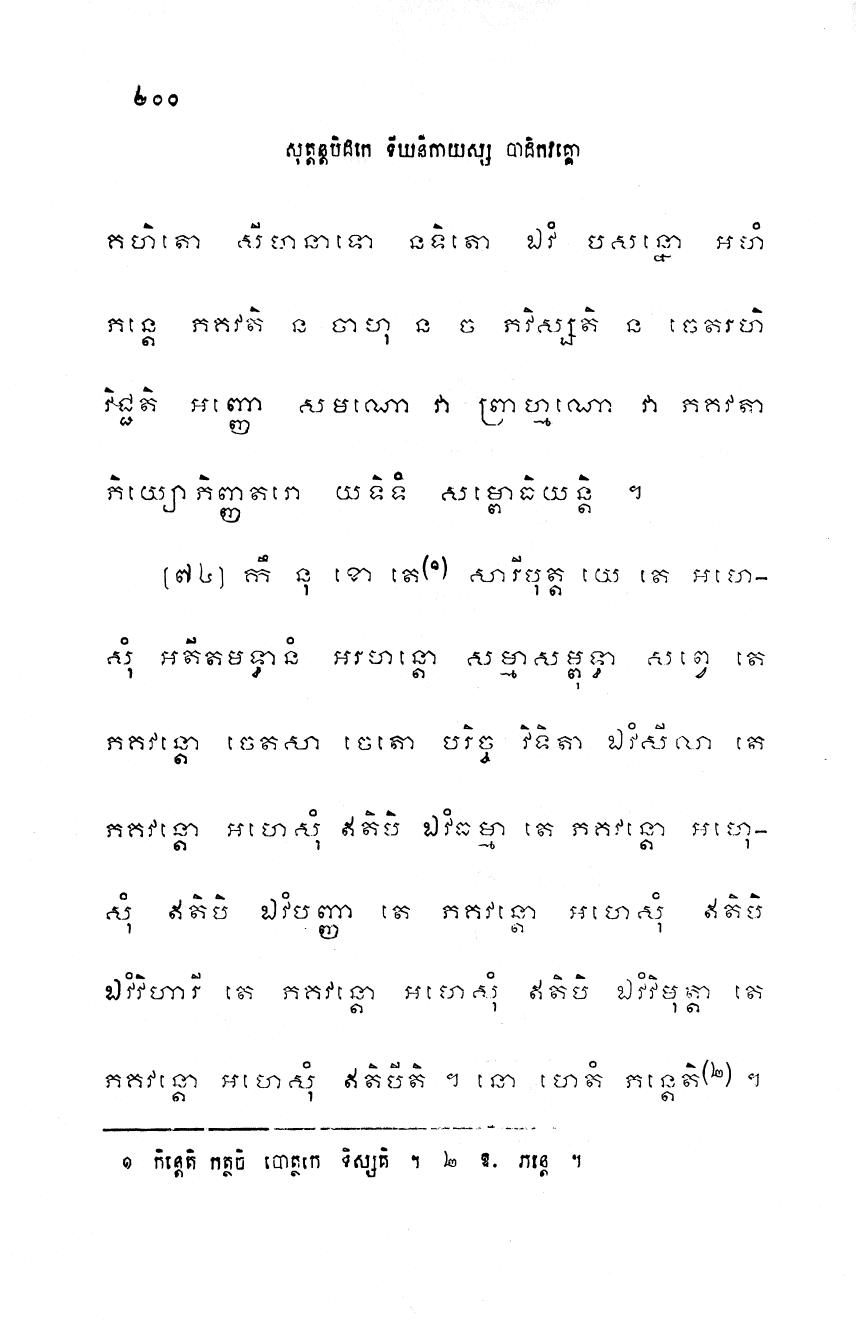 ២០០
សុត្តន្តបិដកេ ទីឃនិកាយស្ស បាដិកវគ្គោ
គហិតោ សីហនាទោ នទិតោ ឯវំ បសន្នោ អហំ
ភន្តេ ភគវតិ ន ចាហុ ន ច ភវិស្សតិ ន ចេតរហិ
វិជ្ជតិ អញ្ញោ សមណោ វា ព្រាហ្មណោ វា ភគវតា
ភិយ្យោភិញ្ញតរោ យទិទំ សម្ពោធិយន្តិ ។
(៧៤) កឹ នុ ខោ តេ(១) សារីបុត្ត យេ តេ អហេ-
សុំ អតីតមទ្ធានំ អរហន្តោ សម្មាសម្ពុទ្ធា សព្វេ តេ
ភគវន្តោ ចេតសា ចេតោ បរិច្ច វិទិតា ឯវំសីលា តេ
ភគវន្តោ អហេសុំ ឥតិបិ ឯវំធម្មា តេ ភគវន្តោ អហេ-
សុំ ឥតិបិ ឯវំបញ្ញា តេ ភគវន្តោ អហេសុំ ឥតិបិ
ឯវំវិហារី តេ ភគវន្តោ អហេសុំ ឥតិបិ ឯវំវិមុត្តា តេ
ភគវន្តោ អហេសុំ ឥតិបីតិ ។ នោ ហេតំ ភន្តេតិ(២) ។
១ កិន្តេតិ កត្ថចិ បោត្ថកេ ទិស្សតិ ។ ២ ឱ. ភន្តេ ។